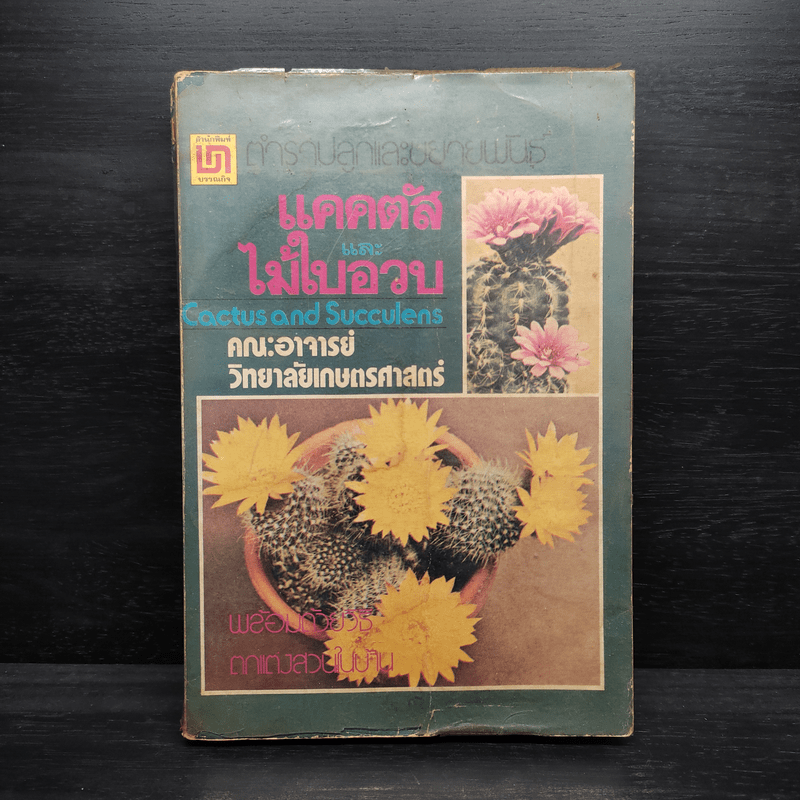 สำนักพิมพ์
บรรณกิจ
ตำราปลูกและขยายพันธุ์
แคคตัส
และ
ไม้ใบอวบ
Cactus and Succulens
คณะอาจารย์
วิทยาลัยเกษตรศาสตร์
พร้อมด้วยวิธี
ตกแต่งสวนในบ้าน